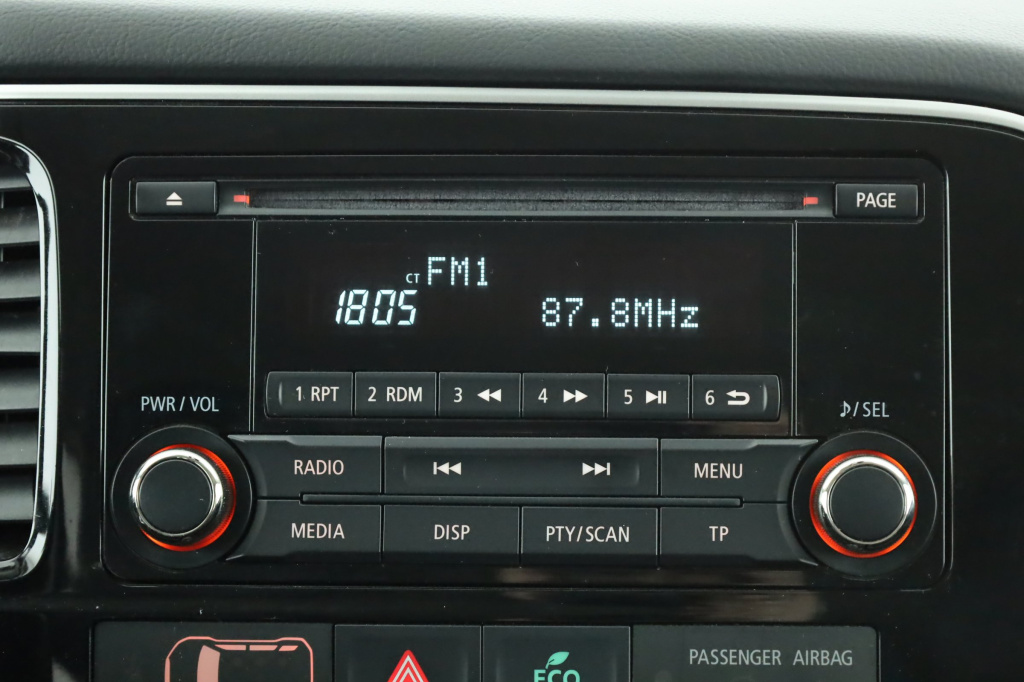 PAGE
CT FM1
1805
87.8MHz
1 RPT
2 RDM
3
4
5
6
PWR / VOL
/ SEL
RADIO
MENU
MEDIA
DISP
PTY/SCAN
TP
ECO
PASSENGER AIRBAG